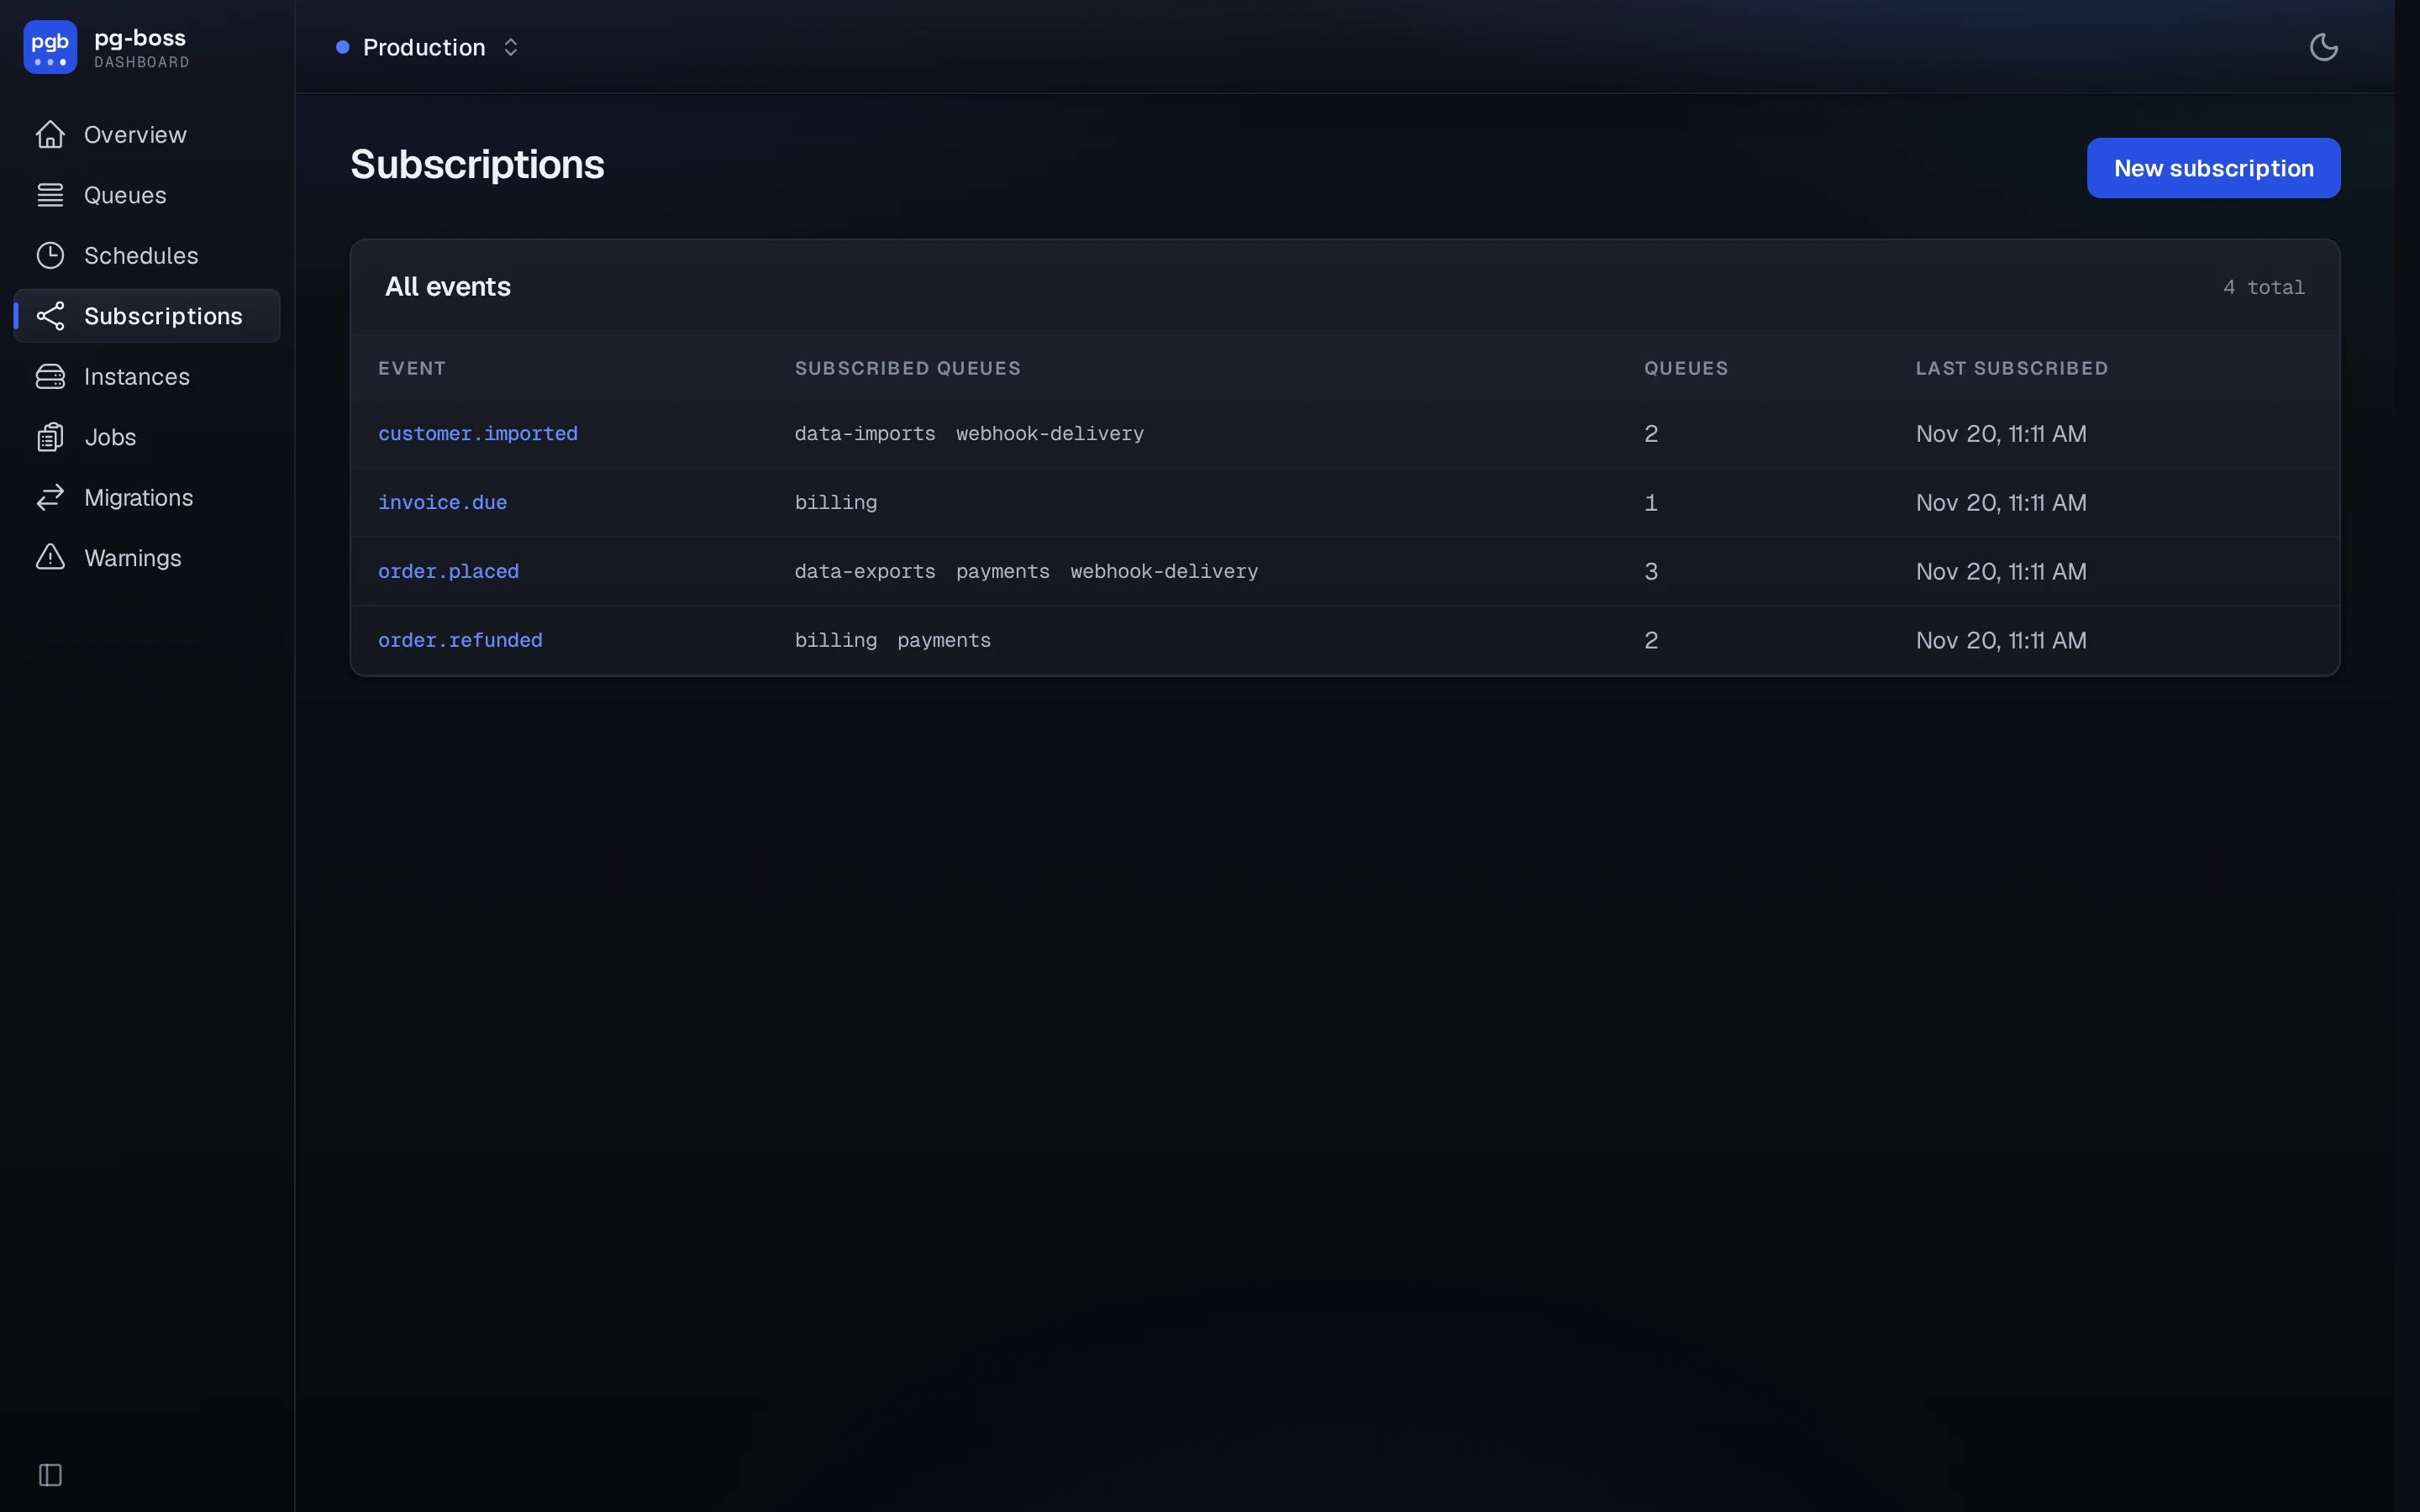 pgb
pg-boss
DASHBOARD
Overview
Queues
Schedules
Subscriptions
Instances
Jobs
Migrations
Warnings
Production
Subscriptions
New subscription
All events
4 total
EVENT SUBSCRIBED QUEUES QUEUES LAST SUBSCRIBED
customer.imported data-imports webhook-delivery 2 Nov 20, 11:11 AM
invoice.due billing 1 Nov 20, 11:11 AM
order.placed data-exports payments webhook-delivery 3 Nov 20, 11:11 AM
order.refunded billing payments 2 Nov 20, 11:11 AM